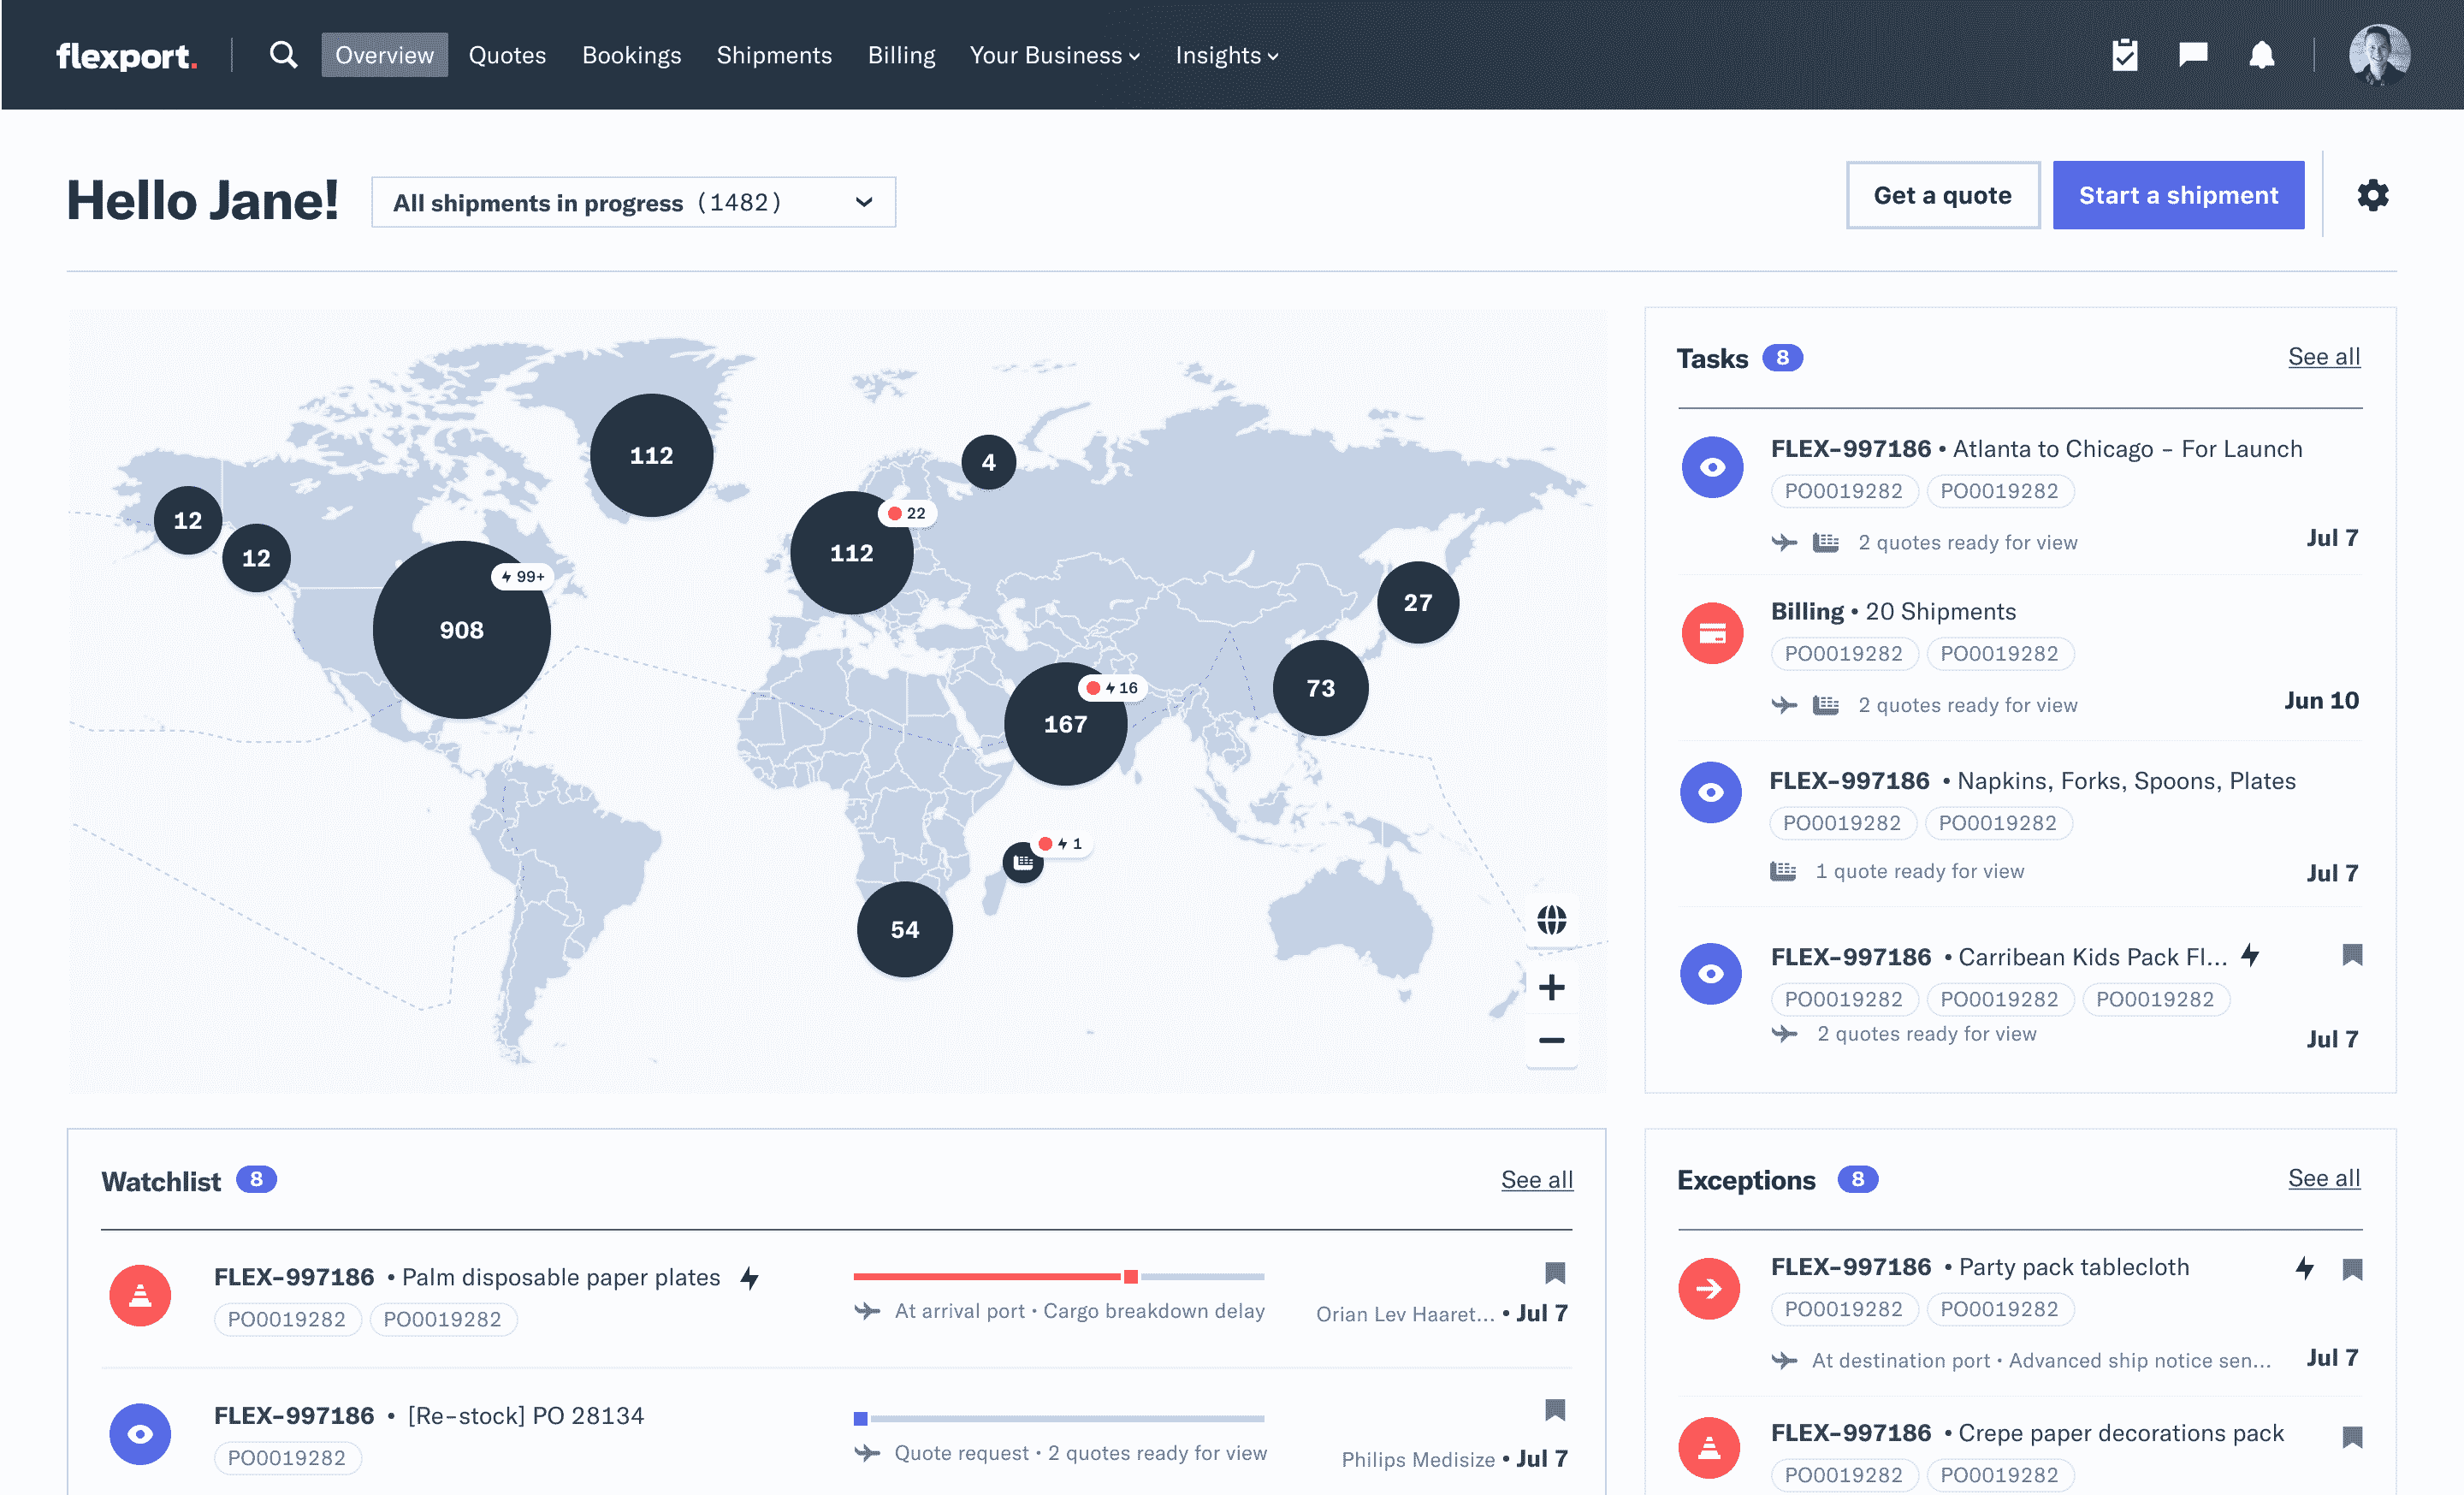 flexport.
Overview
Quotes
Bookings
Shipments
Billing
Your Business
Insights
Hello Jane!
All shipments in progress (1482)
Get a quote
Start a shipment
112
4
12
12
22
112
99+
908
27
16
167
73
1
54
Tasks 8
See all
FLEX-997186 • Atlanta to Chicago - For Launch
PO0019282 PO0019282
2 quotes ready for view
Jul 7
Billing • 20 Shipments
PO0019282 PO0019282
2 quotes ready for view
Jun 10
FLEX-997186 • Napkins, Forks, Spoons, Plates
PO0019282 PO0019282
1 quote ready for view
Jul 7
FLEX-997186 • Carribean Kids Pack Fl...
PO0019282 PO0019282 PO0019282
2 quotes ready for view
Jul 7
Watchlist 8
See all
FLEX-997186 • Palm disposable paper plates
PO0019282 PO0019282
At arrival port • Cargo breakdown delay
Orian Lev Haaret... • Jul 7
FLEX-997186 • [Re-stock] PO 28134
PO0019282
Quote request • 2 quotes ready for view
Philips Medisize • Jul 7
Exceptions 8
See all
FLEX-997186 • Party pack tablecloth
PO0019282 PO0019282
At destination port • Advanced ship notice sen...
Jul 7
FLEX-997186 • Crepe paper decorations pack
PO0019282 PO0019282